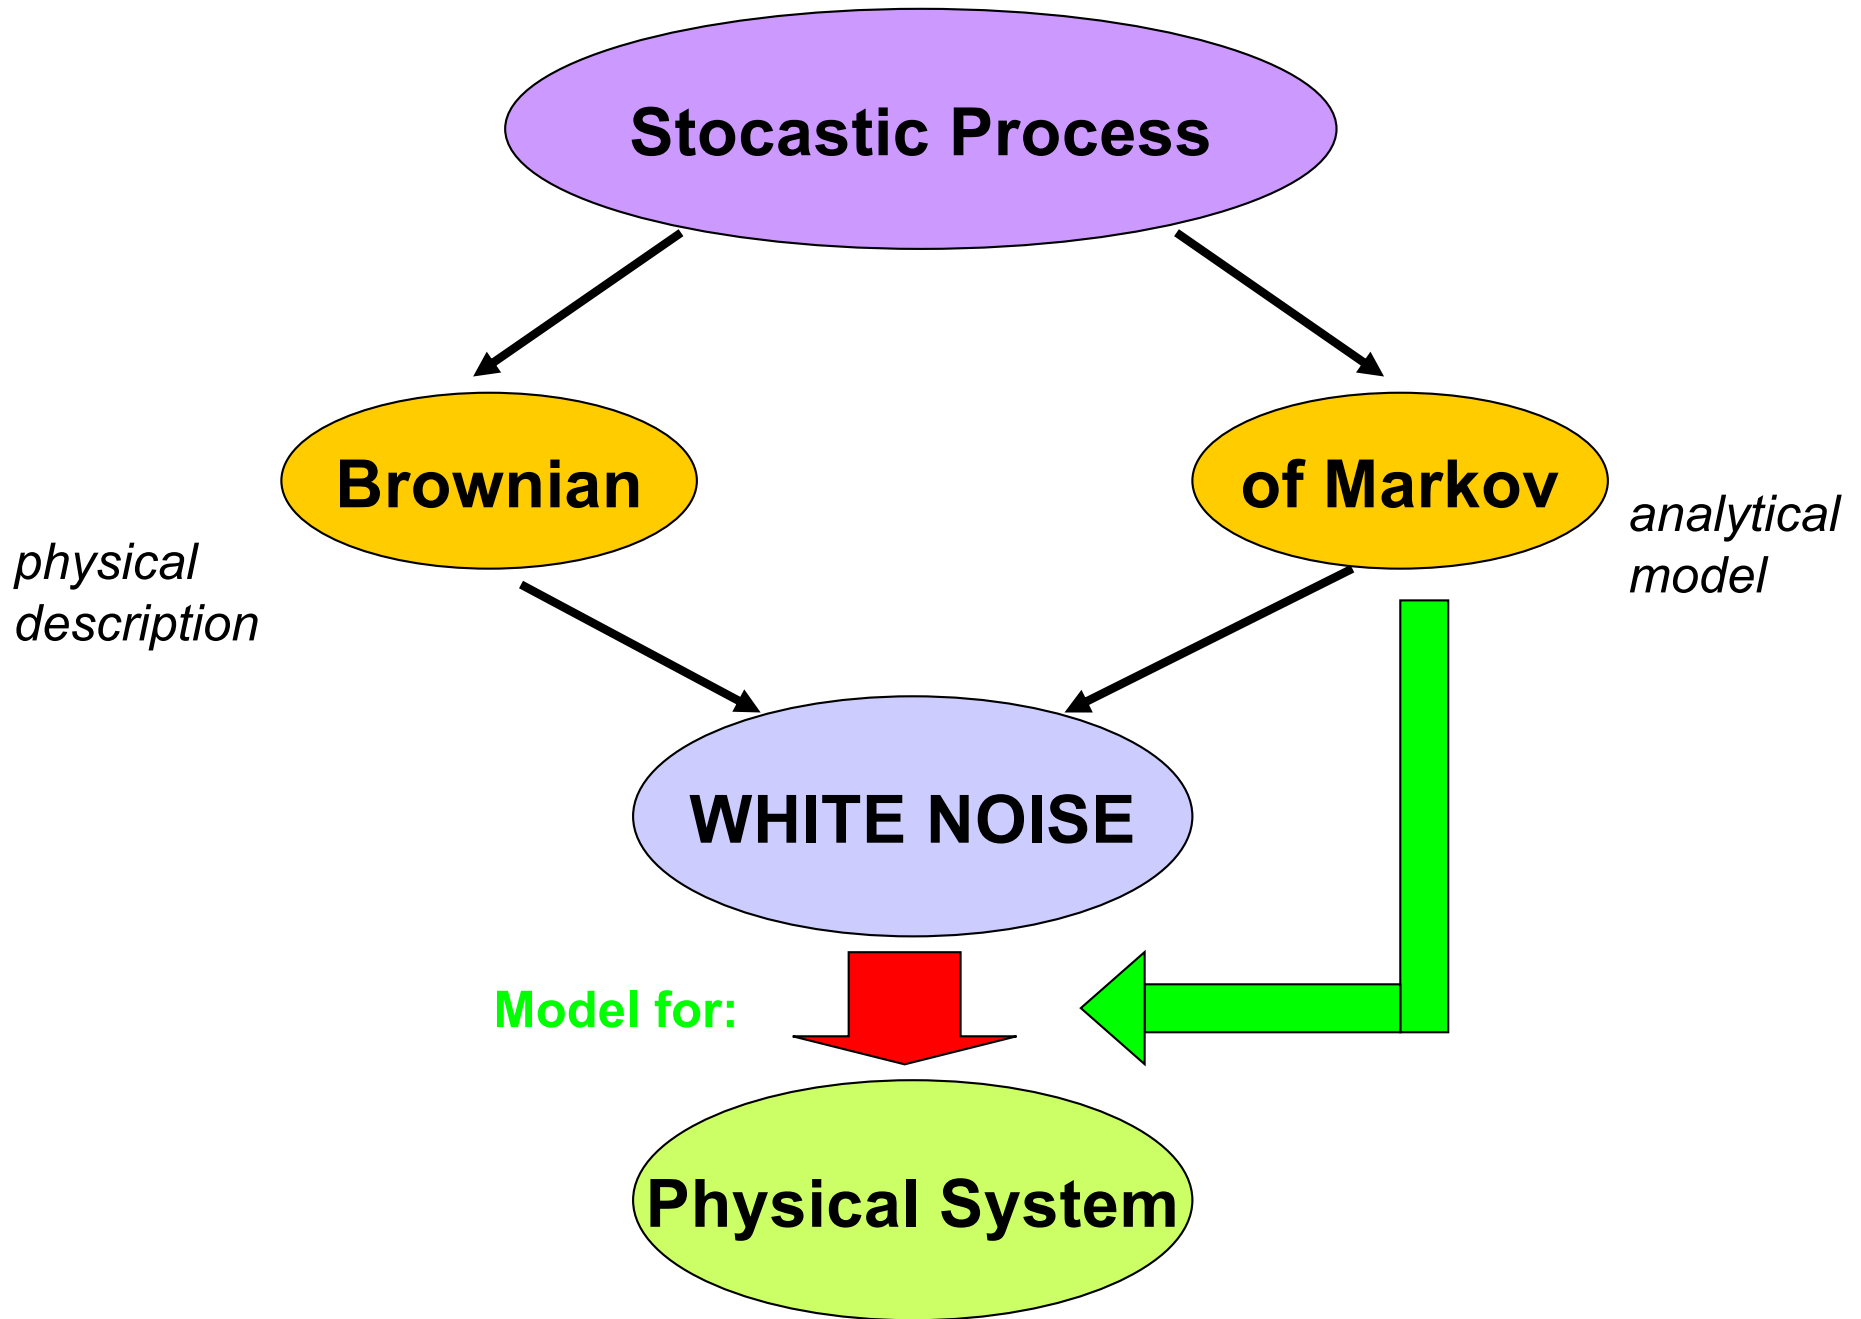 Stocastic Process
Brownian
of Markov
physical
description
analytical
model
WHITE NOISE
Model for:
Physical System